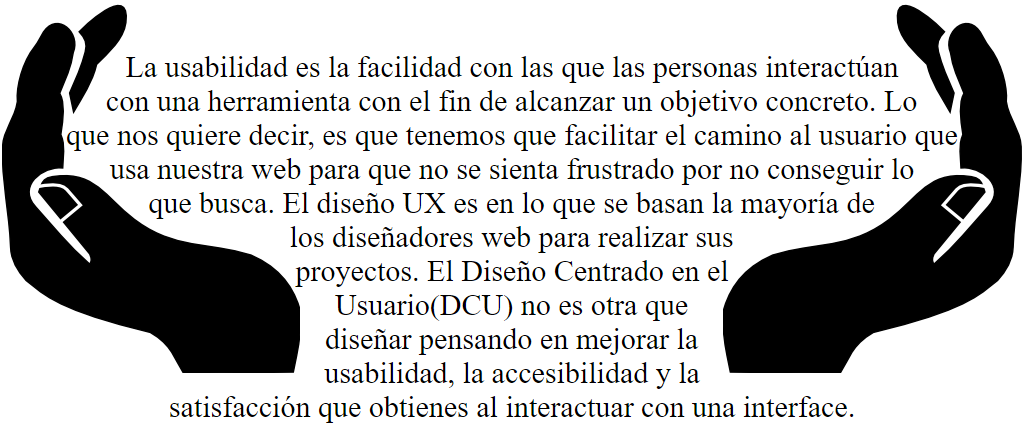 La usabilidad es la facilidad con las que las personas interactúan
con una herramienta con el fin de alcanzar un objetivo concreto. Lo
que nos quiere decir, es que tenemos que facilitar el camino al usuario que
usa nuestra web para que no se sienta frustrado por no conseguir lo
que busca. El diseño UX es en lo que se basan la mayoría de
los diseñadores web para realizar sus
proyectos. El Diseño Centrado en el
Usuario(DCU) no es otra que
diseñar pensando en mejorar la
usabilidad, la accesibilidad y la
satisfacción que obtienes al interactuar con una interface.